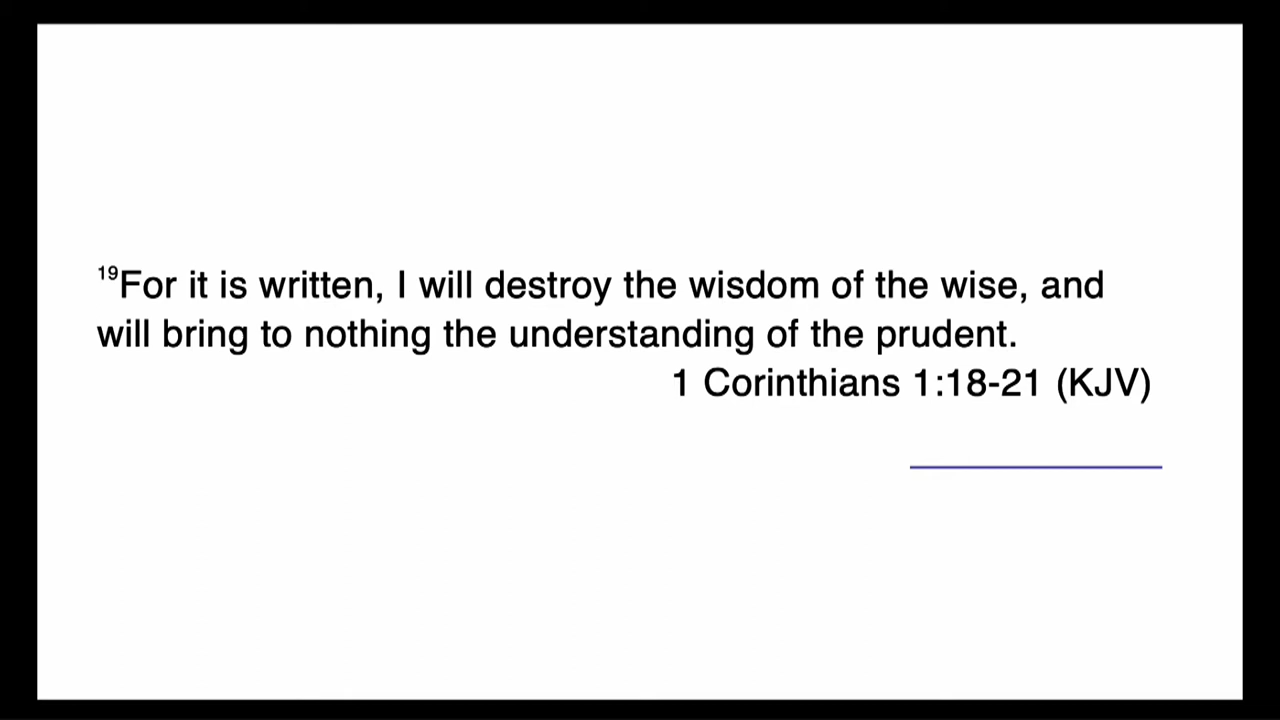 19For it is written, I will destroy the wisdom of the wise, and
will bring to nothing the understanding of the prudent.
1 Corinthians 1:18-21 (KJV)